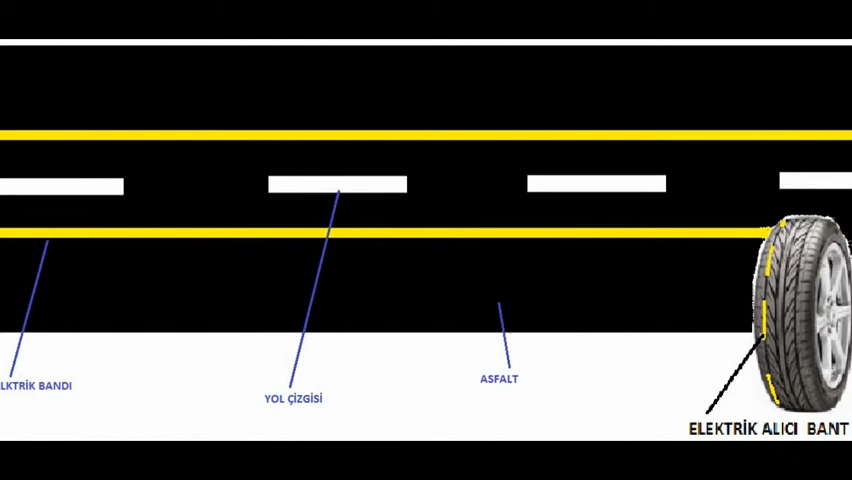 LKTRİK BANDI
YOL ÇİZGİSİ
ASFALT
ELEKTRİK ALICI BANT